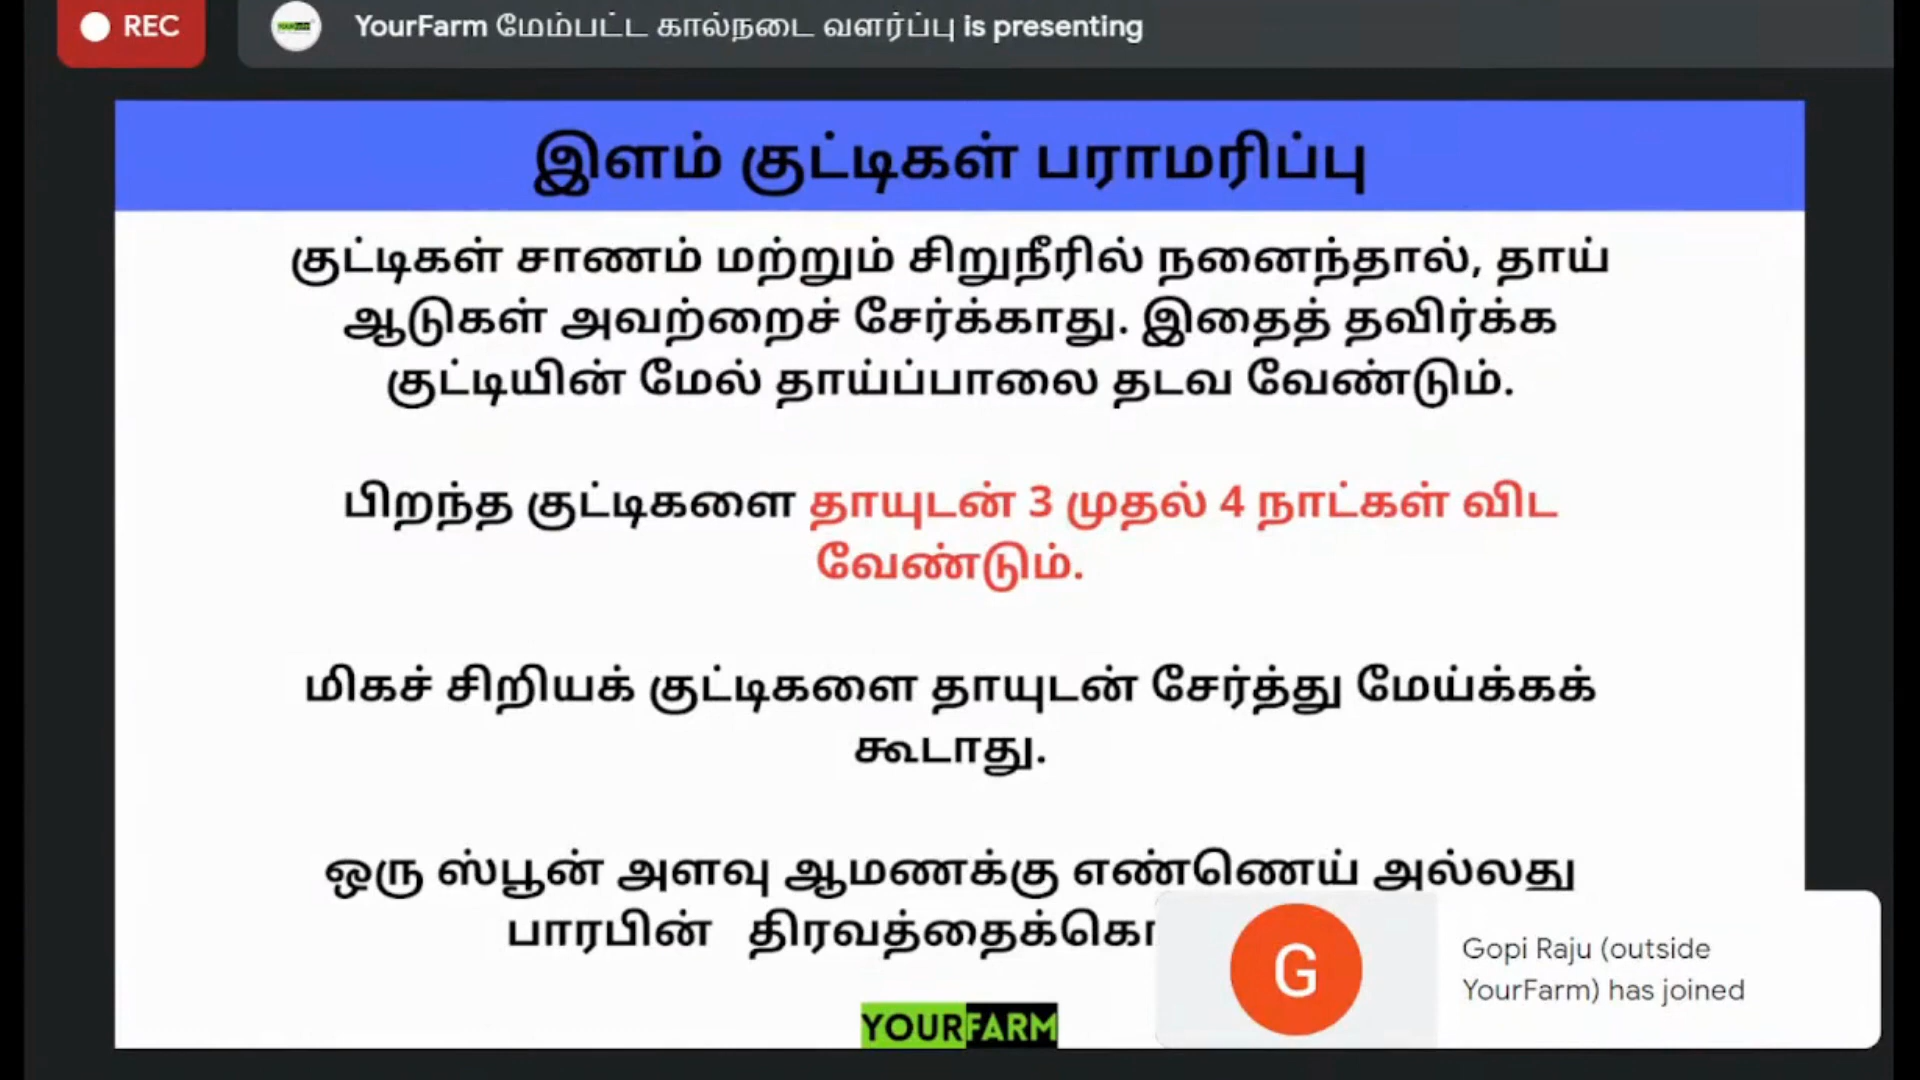 REC
YourFarm மேம்பட்ட கால்நடை வளர்ப்பு is presenting
இளம் குட்டிகள் பராமரிப்பு
குட்டிகள் சாணம் மற்றும் சிறுநீரில் நனைந்தால், தாய்
ஆடுகள் அவற்றைச் சேர்க்காது. இதைத் தவிர்க்க
குட்டியின் மேல் தாய்ப்பாலை தடவ வேண்டும்.
பிறந்த குட்டிகளை தாயுடன் 3 முதல் 4 நாட்கள் விட
வேண்டும்.
மிகச் சிறியக் குட்டிகளை தாயுடன் சேர்த்து மேய்க்கக்
கூடாது.
ஒரு ஸ்பூன் அளவு ஆமணக்கு எண்ணெய் அல்லது
பாரபின்
G
Gopi Raju (outside
YourFarm) has joined
YOURFARM